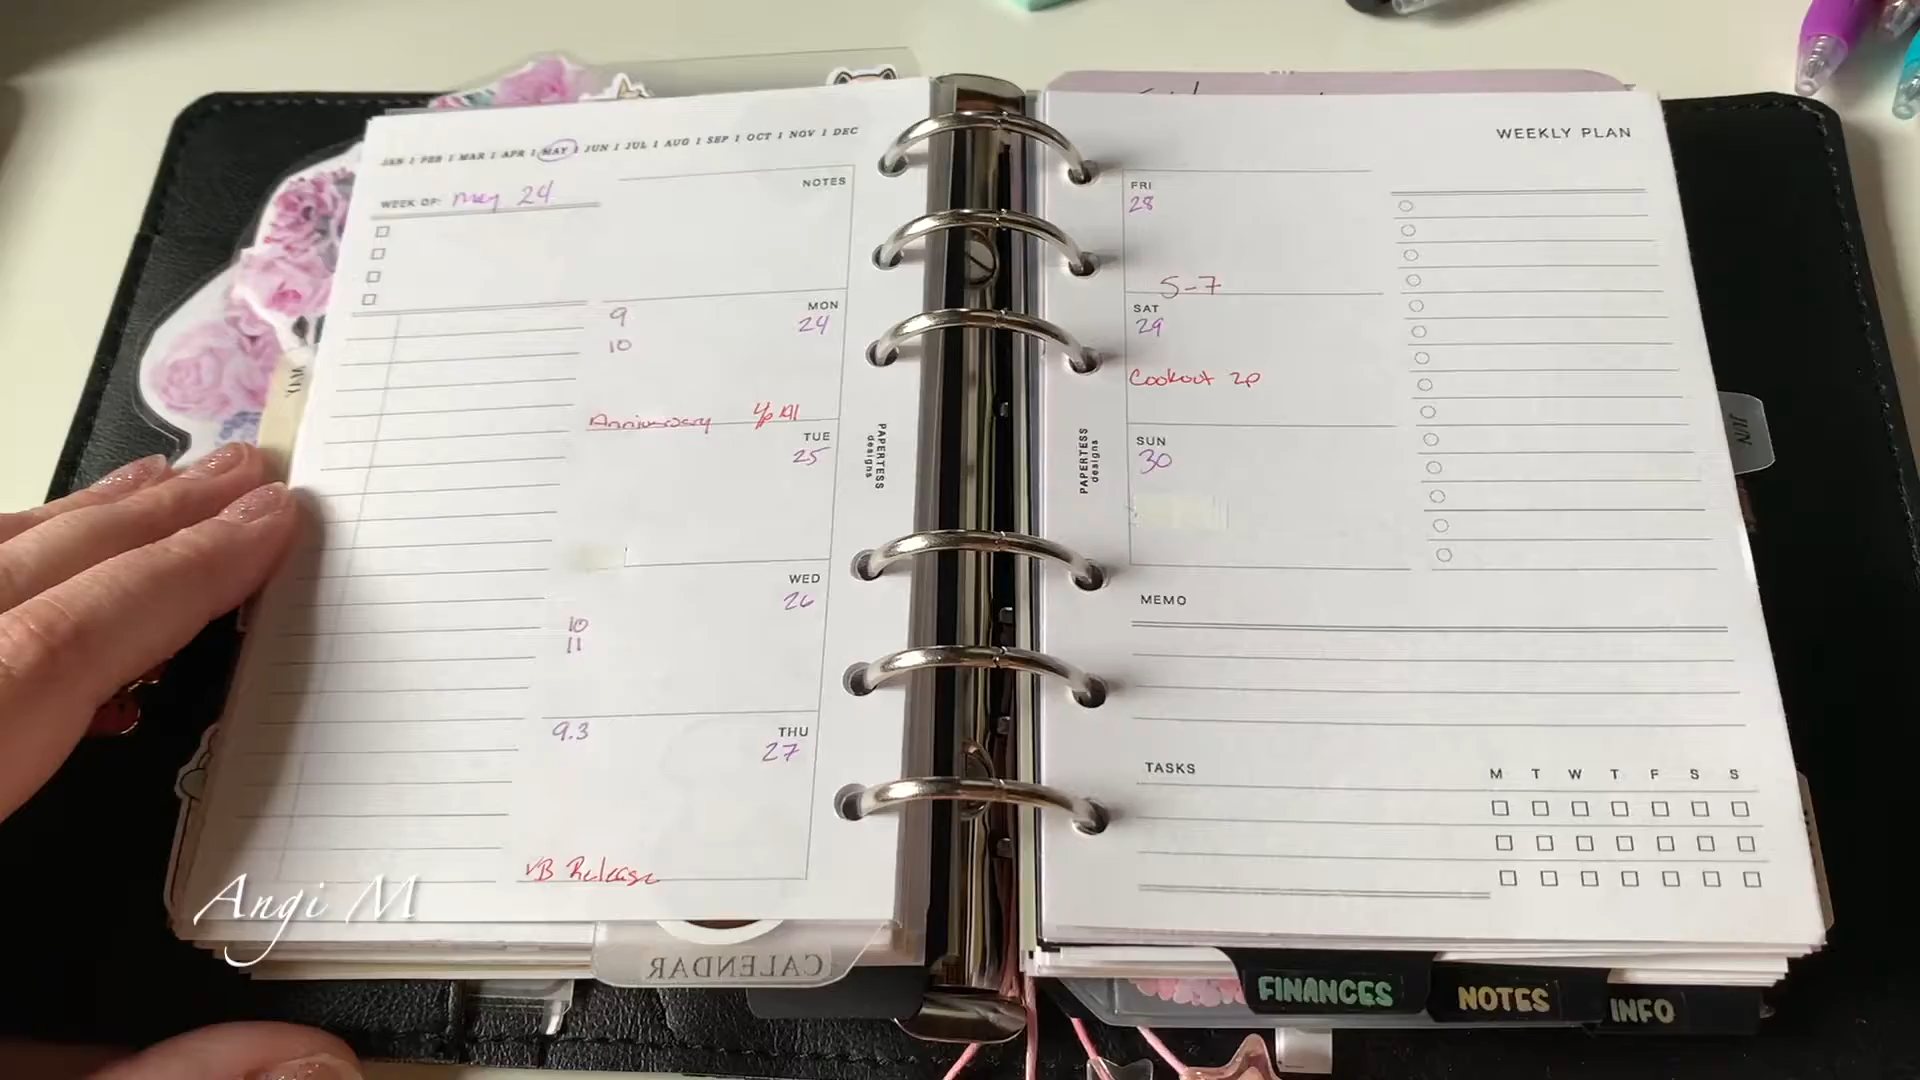 JAN | FEB | MAR | APR | MAY | JUN | JUL | AUG | SEP | OCT | NOV | DEC
WEEK OF: May 24
NOTES
MON
24
9
10
Anniversary
TUE
25
WED
26
10
11
THU
27
9.3
VB Release
PAPERTESS
designs
Angi M
CALENDAR
MAY
WEEKLY PLAN
FRI
28
5-7
SAT
29
Cookout 2p
SUN
30
PAPERTESS
designs
MEMO
TASKS
M T W T F S S
JUN
FINANCES
NOTES
INFO